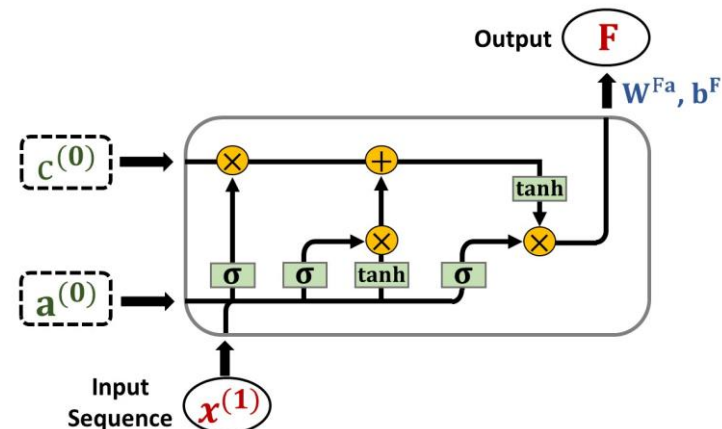 Output F
W^{Fa}, b^{F}
c^{(0)} × +
tanh
× ×
σ σ tanh σ
a^{(0)}
Input
Sequence x^{(1)}